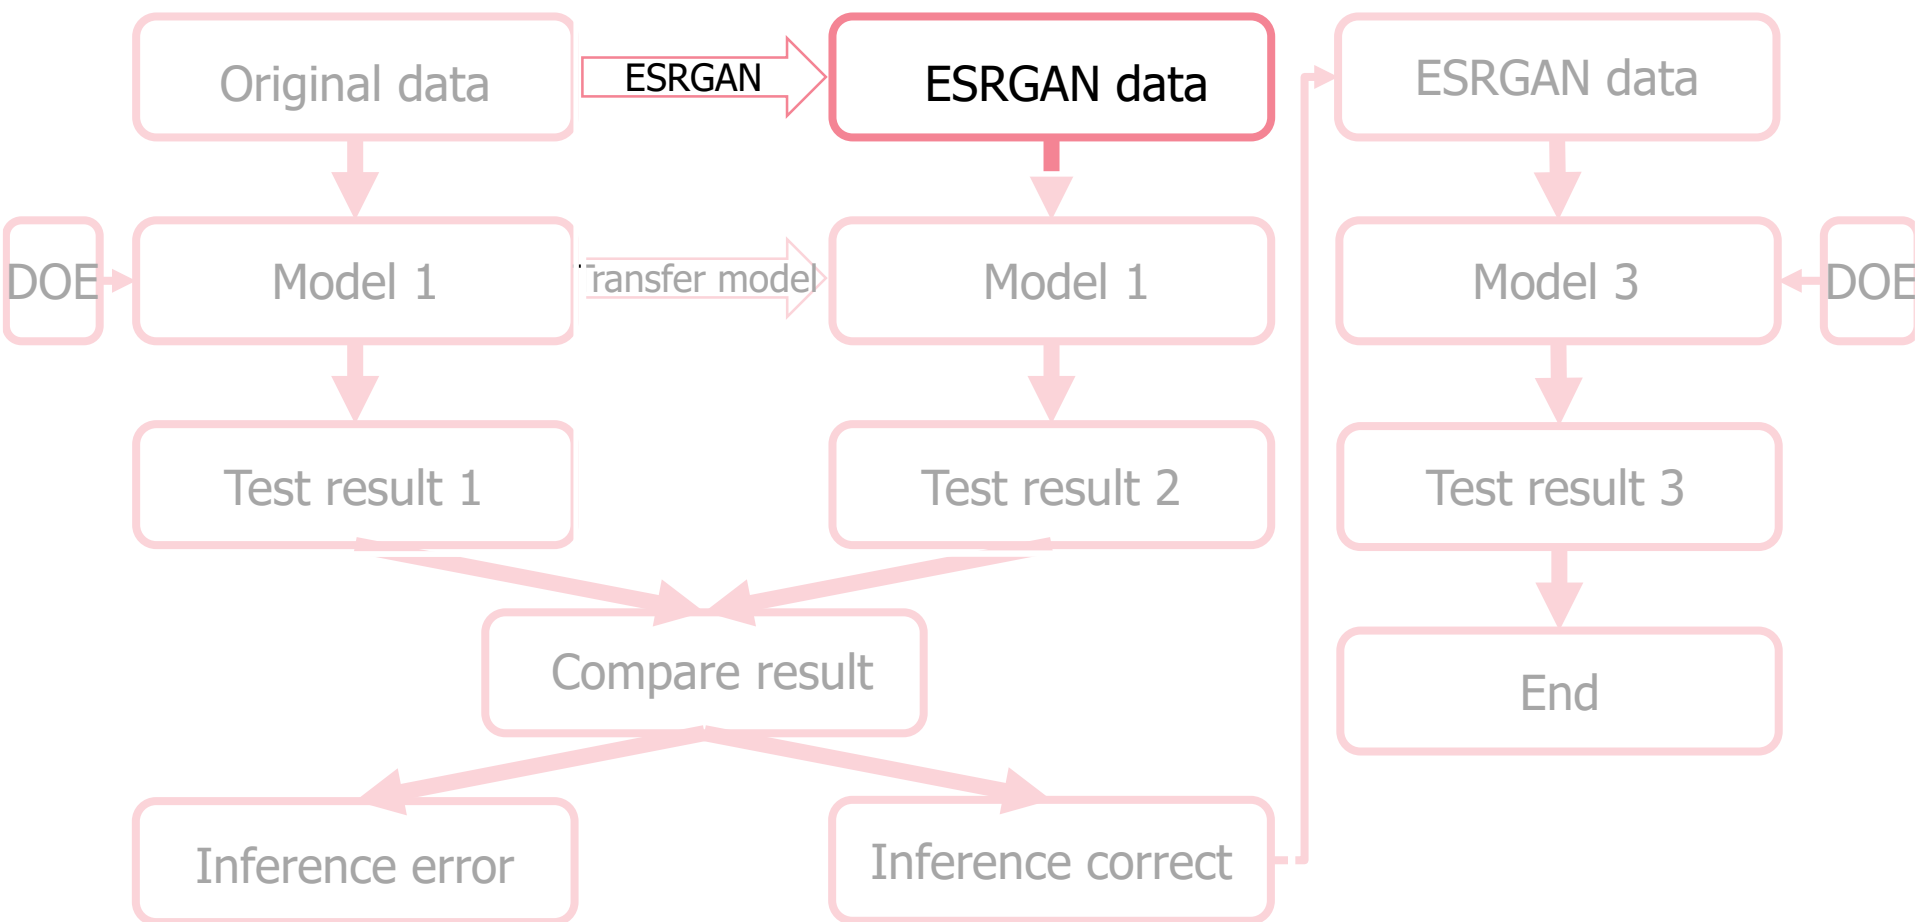 Original data
ESRGAN
ESRGAN data
ESRGAN data
DOE
Model 1
Transfer model
Model 1
Model 3
DOE
Test result 1
Test result 2
Test result 3
Compare result
End
Inference error
Inference correct